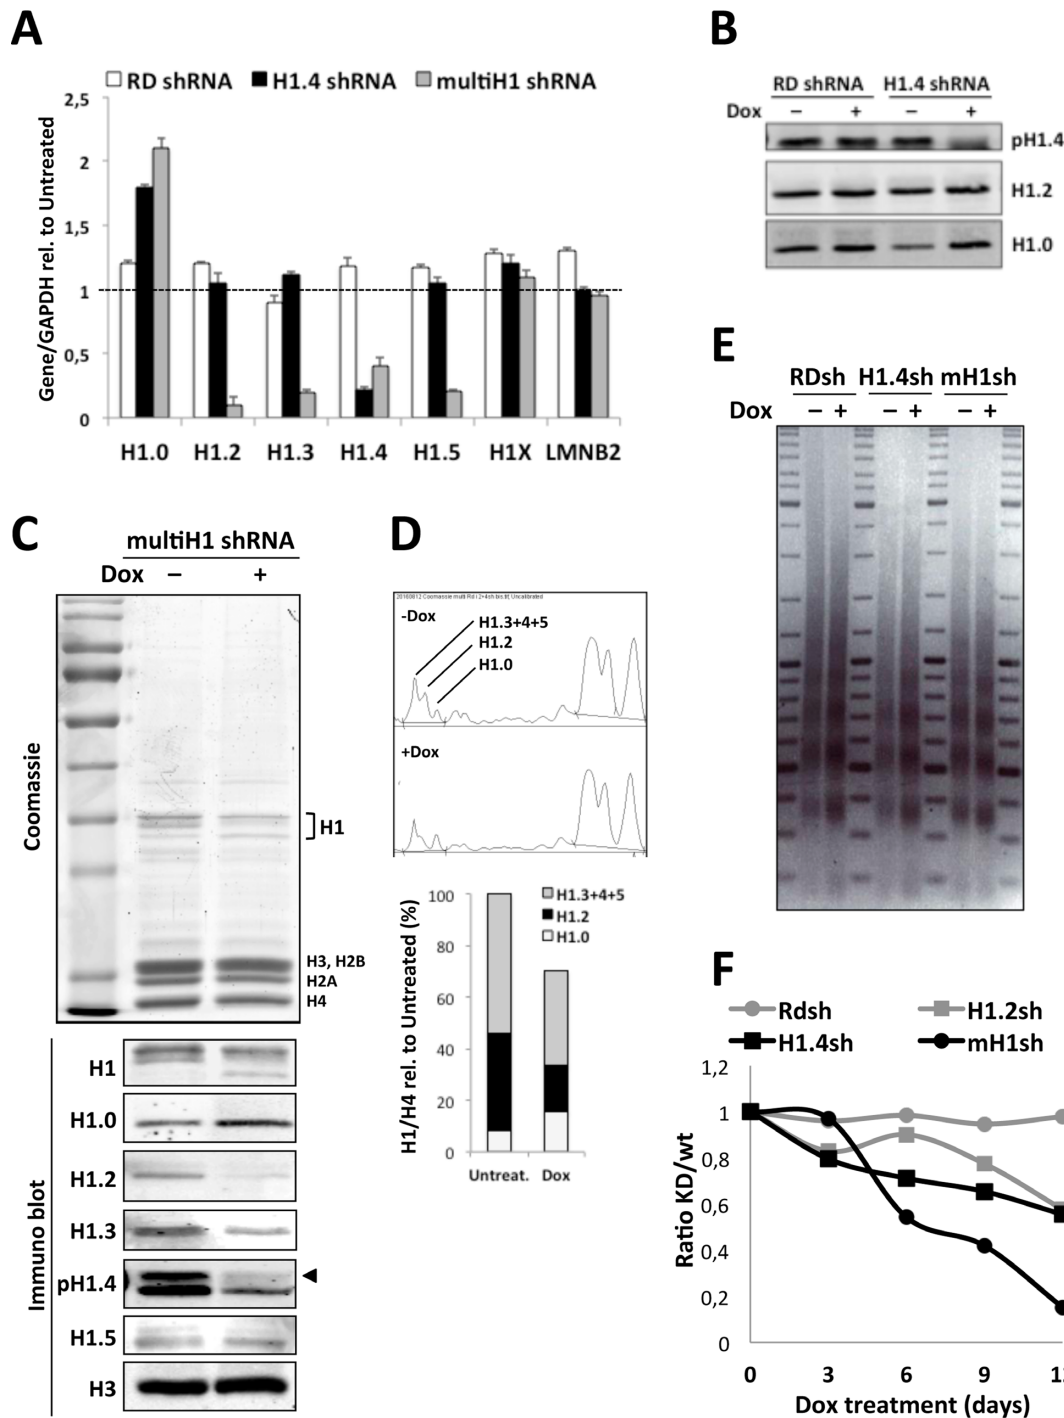 A
RD shRNA H1.4 shRNA multiH1 shRNA
Gene/GAPDH rel. to Untreated
2,5
2
1,5
1
0,5
0
H1.0 H1.2 H1.3 H1.4 H1.5 H1X LMNB2
B
RD shRNA H1.4 shRNA
Dox – + – +
pH1.4
H1.2
H1.0
C
multiH1 shRNA
Dox – +
Coomassie
H1
H3, H2B
H2A
H4
Immuno blot
H1
H1.0
H1.2
H1.3
pH1.4
H1.5
H3
D
-Dox
H1.3+4+5
H1.2
H1.0
+Dox
H1/H4 rel. to Untreated (%)
100
80
60
40
20
0
H1.3+4+5
H1.2
H1.0
Untreat. Dox
E
RDsh H1.4sh mH1sh
Dox – + – + – +
F
Rdsh H1.2sh
H1.4sh mH1sh
Ratio KD/wt
1,2
1
0,8
0,6
0,4
0,2
0
0 3 6 9
Dox treatment (days)